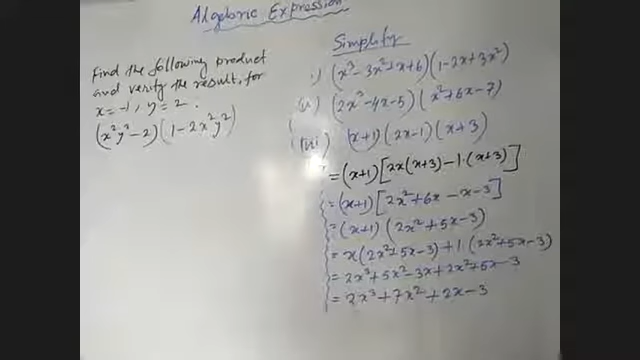 Algebric Expression
Find the following product
and verify the result, for
x = -1, y = 2.
(x²y² - 2)(1 - 2x²y²)
Simplify
i) (x³ - 3x² + x + 6)(1 - 2x + 3x²)
(ii) (2x³ - 4x - 5)(x² + 6x - 7)
(iii) (x+1)(2x-1)(x+3)
= (x+1)[2x(x+3) - 1·(x+3)]
= (x+1)[2x² + 6x - x - 3]
= (x+1)(2x² + 5x - 3)
= x(2x² + 5x - 3) + 1(2x² + 5x - 3)
= 2x³ + 5x² - 3x + 2x² + 5x - 3
= 2x³ + 7x² + 2x - 3